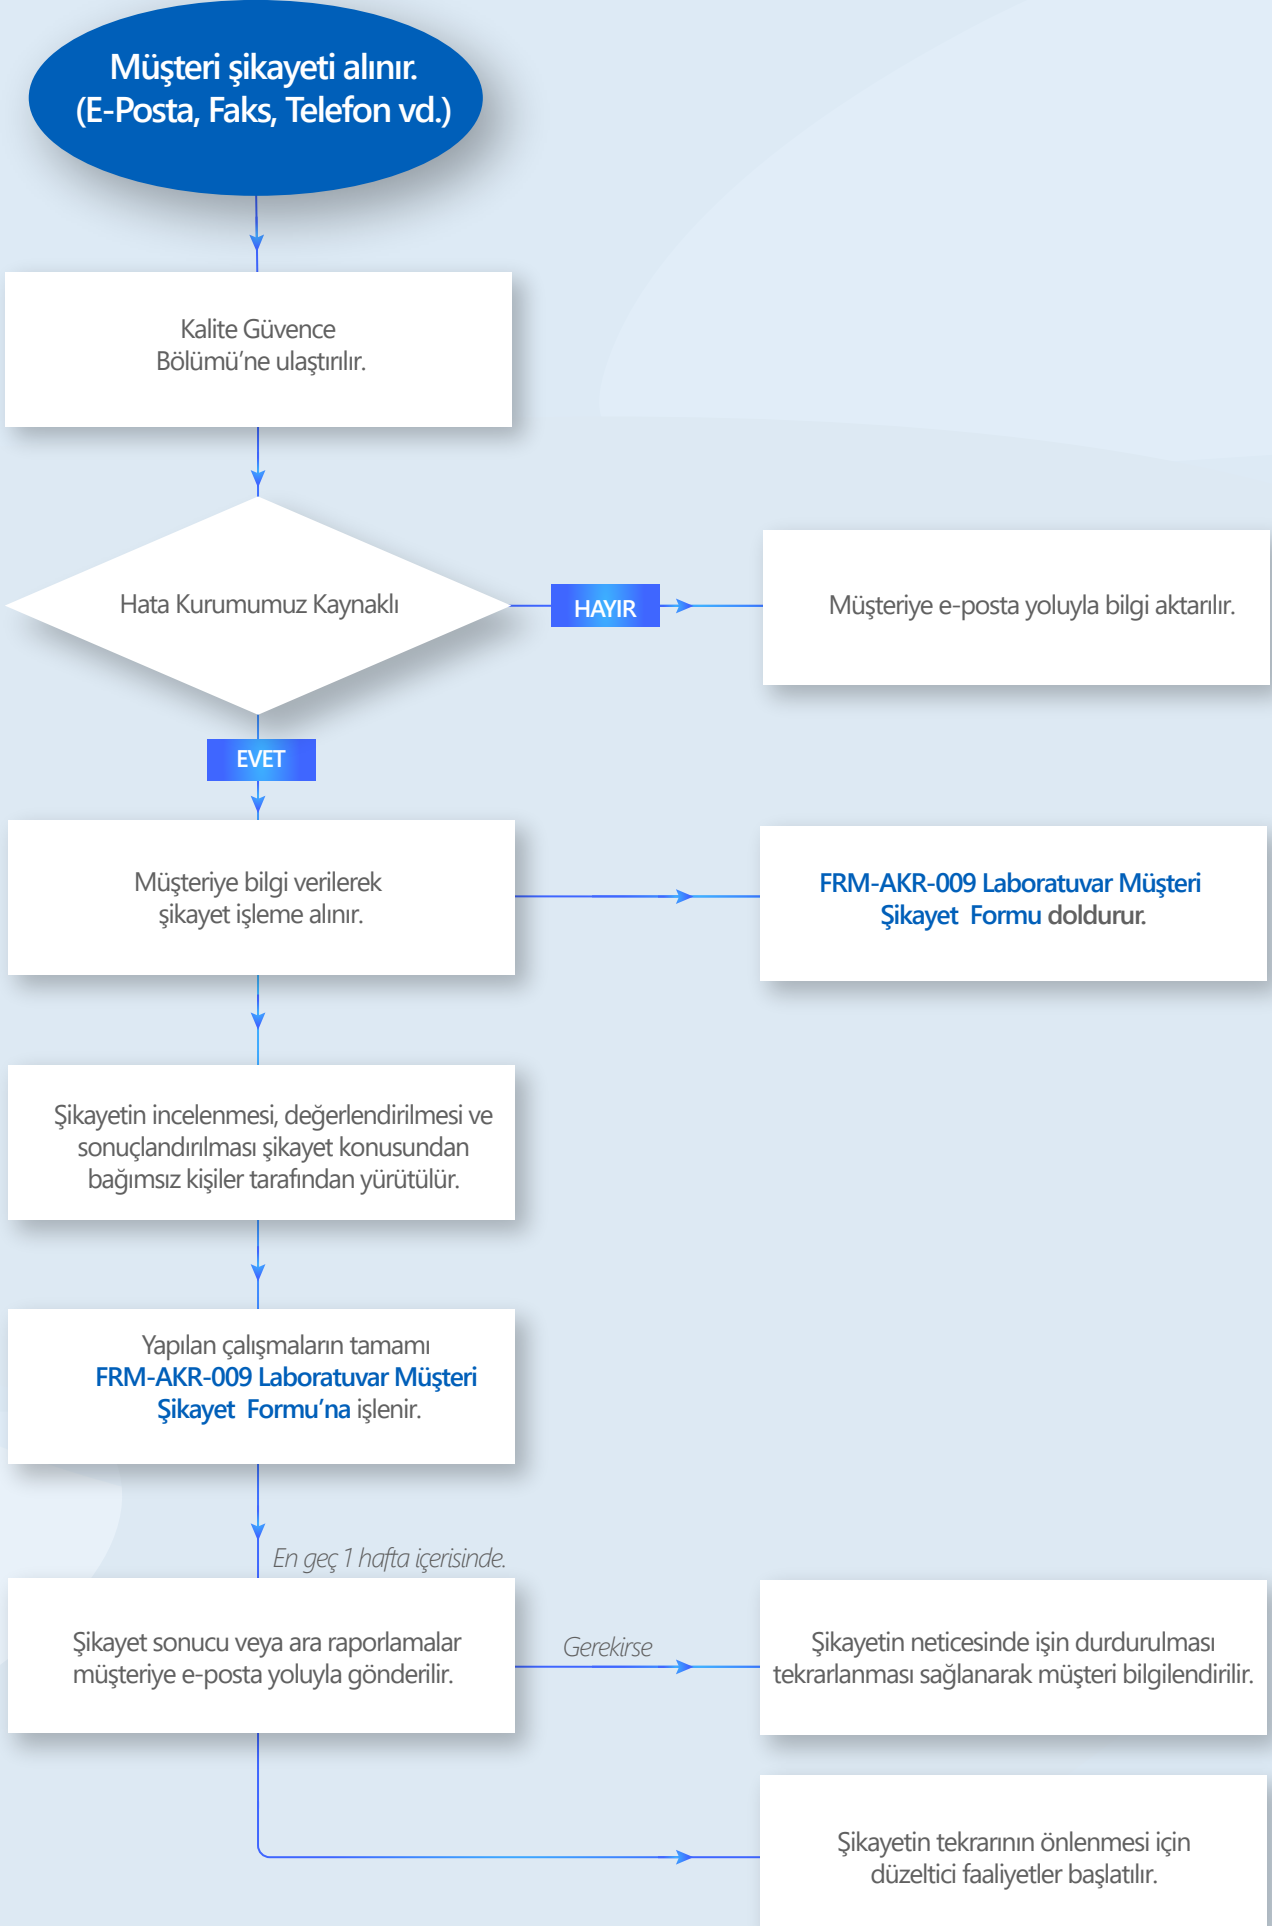 Müşteri şikayeti alınır.
(E-Posta, Faks, Telefon vd.)
Kalite Güvence
Bölümü’ne ulaştırılır.
Hata Kurumumuz Kaynaklı
HAYIR
Müşteriye e-posta yoluyla bilgi aktarılır.
EVET
Müşteriye bilgi verilerek
şikayet işleme alınır.
FRM-AKR-009 Laboratuvar Müşteri
Şikayet Formu doldurur.
Şikayetin incelenmesi, değerlendirilmesi ve
sonuçlandırılması şikayet konusundan
bağımsız kişiler tarafından yürütülür.
Yapılan çalışmaların tamamı
FRM-AKR-009 Laboratuvar Müşteri
Şikayet Formu’na işlenir.
En geç 1 hafta içerisinde.
Şikayet sonucu veya ara raporlamalar
müşteriye e-posta yoluyla gönderilir.
Gerekirse
Şikayetin neticesinde işin durdurulması
tekrarlanması sağlanarak müşteri bilgilendirilir.
Şikayetin tekrarının önlenmesi için
düzeltici faaliyetler başlatılır.